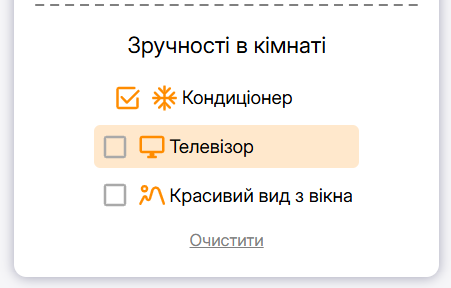 Зручності в кімнаті
Кондиціонер
Телевізор
Красивий вид з вікна
Очистити